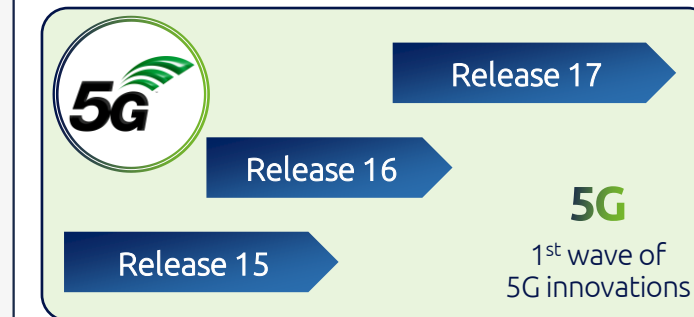 5G
Release 17
Release 16
Release 15
5G
1st wave of
5G innovations